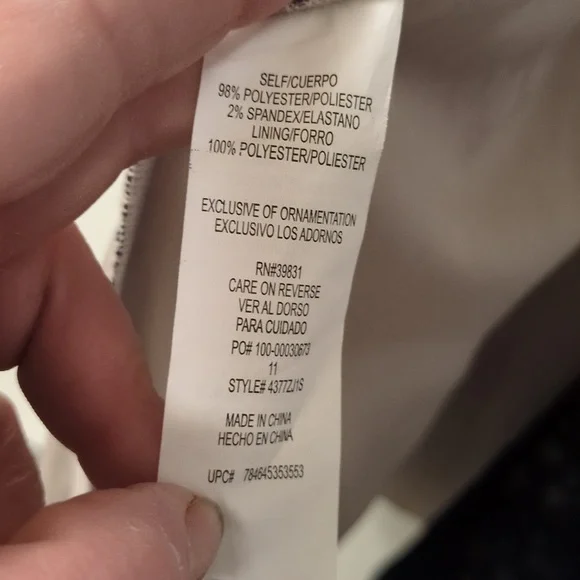 SELF/CUERPO
98% POLYESTER/POLIESTER
2% SPANDEX/ELASTANO
LINING/FORRO
100% POLYESTER/POLIESTER
EXCLUSIVE OF ORNAMENTATION
EXCLUSIVO LOS ADORNOS
RN#39831
CARE ON REVERSE
VER AL DORSO
PARA CUIDADO
PO# 100-00030673
11
STYLE# 4377ZJ1S
MADE IN CHINA
HECHO EN CHINA
UPC# 784645353553